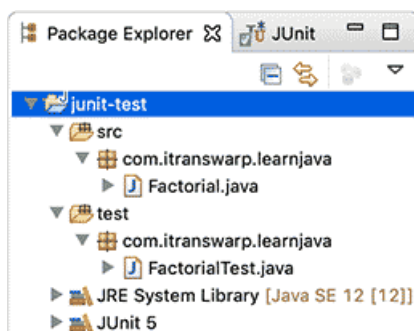 Package Explorer JUnit
junit-test
src
com.itranswarp.learnjava
Factorial.java
test
com.itranswarp.learnjava
FactorialTest.java
JRE System Library [Java SE 12 [12]]
JUnit 5